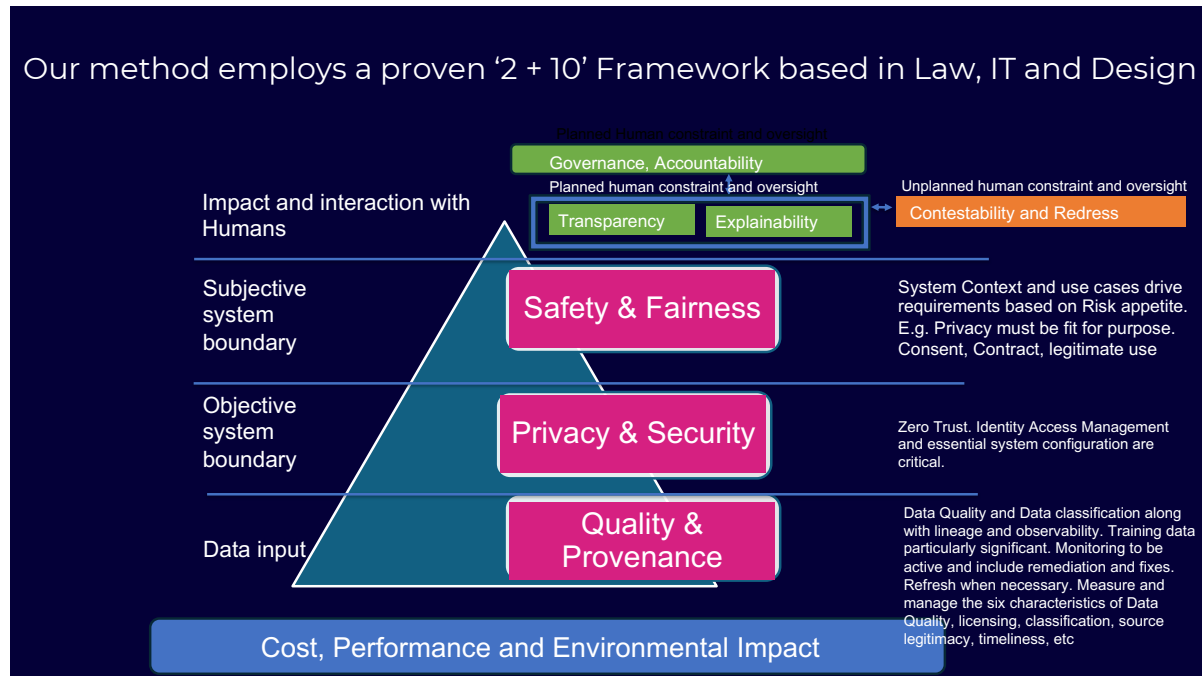 Our method employs a proven ‘2 + 10’ Framework based in Law, IT and Design
Planned Human constraint and oversight
Governance, Accountability
Planned human constraint and oversight
Transparency
Explainability
Unplanned human constraint and oversight
Contestability and Redress
Impact and interaction with
Humans
Subjective
system
boundary
Safety & Fairness
System Context and use cases drive
requirements based on Risk appetite.
E.g. Privacy must be fit for purpose.
Consent, Contract, legitimate use
Objective
system
boundary
Privacy & Security
Zero Trust. Identity Access Management
and essential system configuration are
critical.
Data input
Quality &
Provenance
Data Quality and Data classification along
with lineage and observability. Training data
particularly significant. Monitoring to be
active and include remediation and fixes.
Refresh when necessary. Measure and
manage the six characteristics of Data
Quality, licensing, classification, source
legitimacy, timeliness, etc
Cost, Performance and Environmental Impact